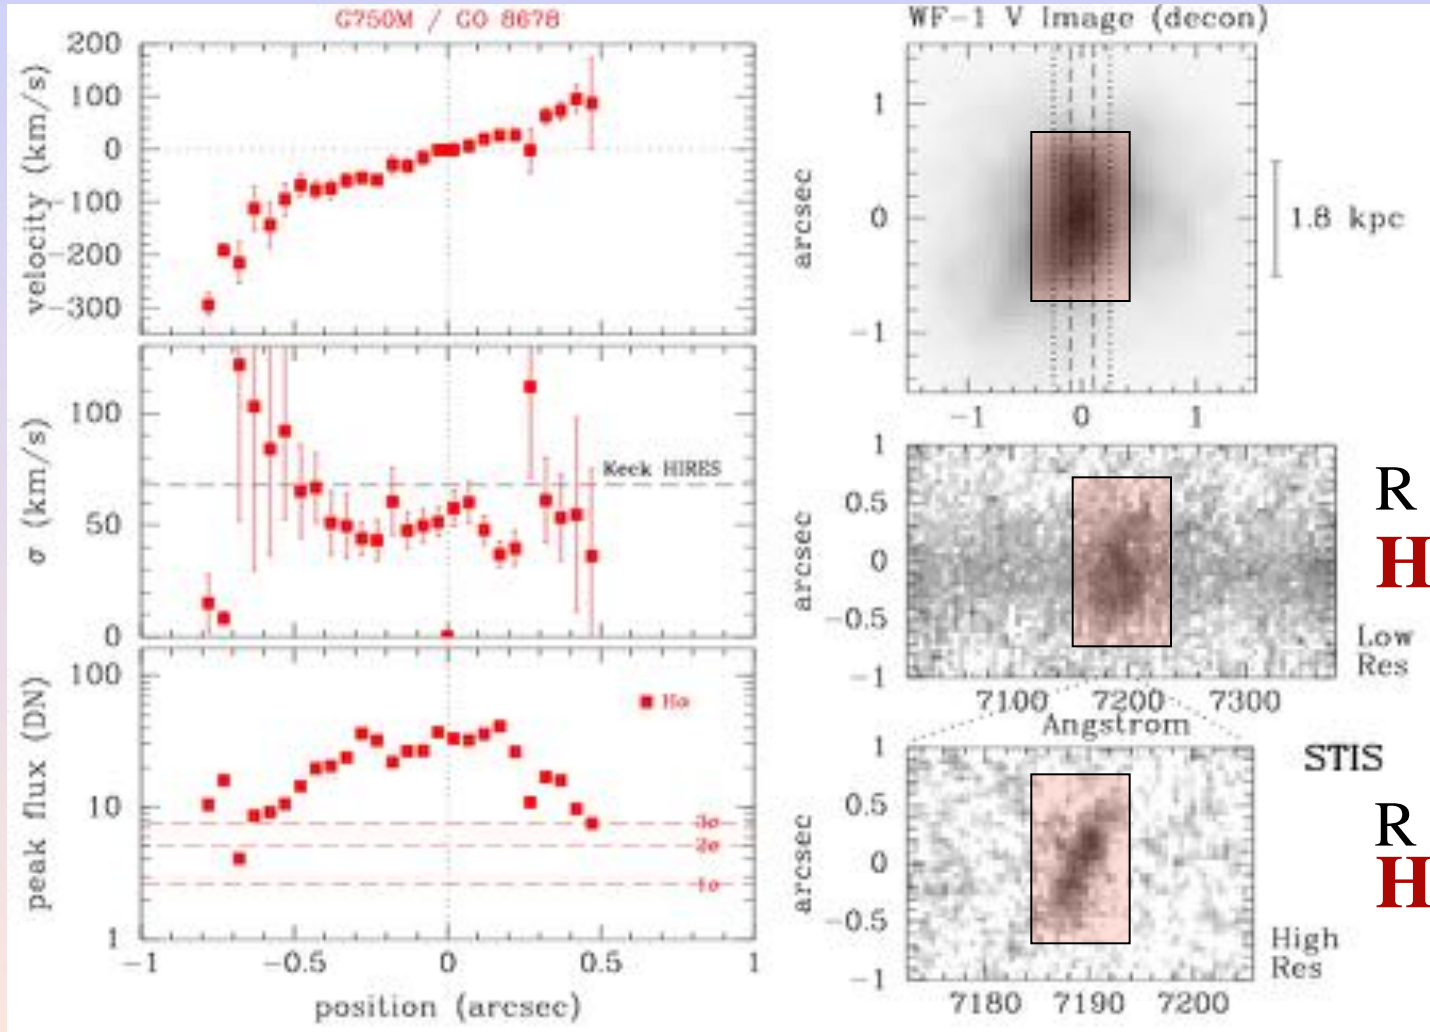 G750M / GO 8678
200
100
0
−100
−200
−300
velocity (km/s)
100
50
0
σ (km/s)
Keck HIRES
100
10
1
peak flux (DN)
Hα
3σ
2σ
1σ
−1
−0.5
0
0.5
1
position (arcsec)
WF−1 V Image (decon)
1
0
−1
arcsec
−1
0
1
1.8 kpc
1
0.5
0
−0.5
−1
arcsec
7100
7200
7300
Angstrom
R
H
Low
Res
1
0.5
0
−0.5
−1
arcsec
7180
7190
7200
STIS
R
H
High
Res